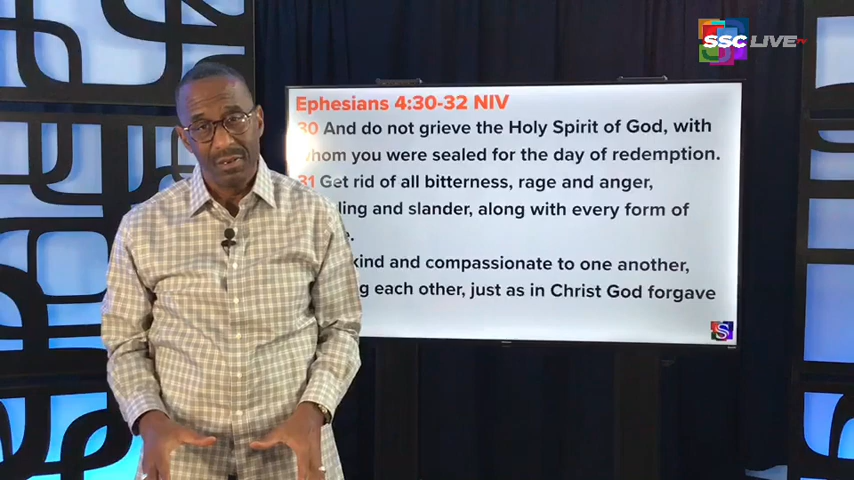 SSC LIVE TV
Ephesians 4:30-32 NIV
30 And do not grieve the Holy Spirit of God, with
whom you were sealed for the day of redemption.
31 Get rid of all bitterness, rage and anger,
ling and slander, along with every form of
e.
kind and compassionate to one another,
g each other, just as in Christ God forgave
S